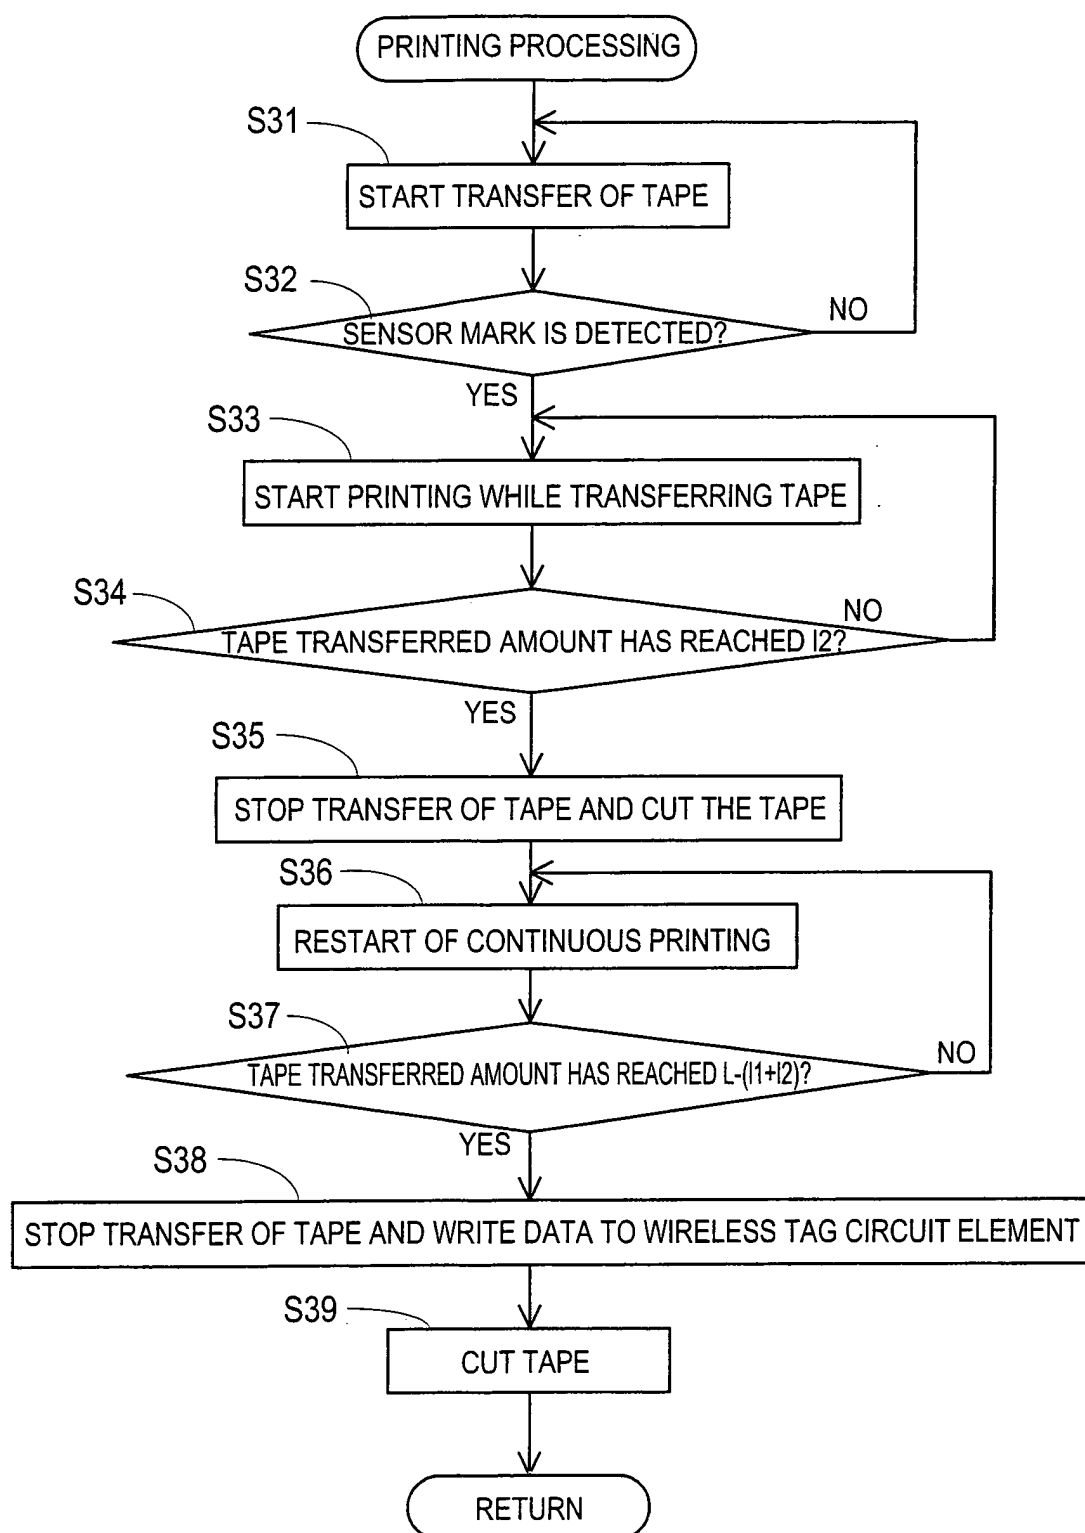 PRINTING PROCESSING
S31
START TRANSFER OF TAPE
S32
SENSOR MARK IS DETECTED?
NO
YES
S33
START PRINTING WHILE TRANSFERRING TAPE
S34
TAPE TRANSFERRED AMOUNT HAS REACHED l2?
NO
YES
S35
STOP TRANSFER OF TAPE AND CUT THE TAPE
S36
RESTART OF CONTINUOUS PRINTING
S37
TAPE TRANSFERRED AMOUNT HAS REACHED L-(l1+l2)?
NO
YES
S38
STOP TRANSFER OF TAPE AND WRITE DATA TO WIRELESS TAG CIRCUIT ELEMENT
S39
CUT TAPE
RETURN